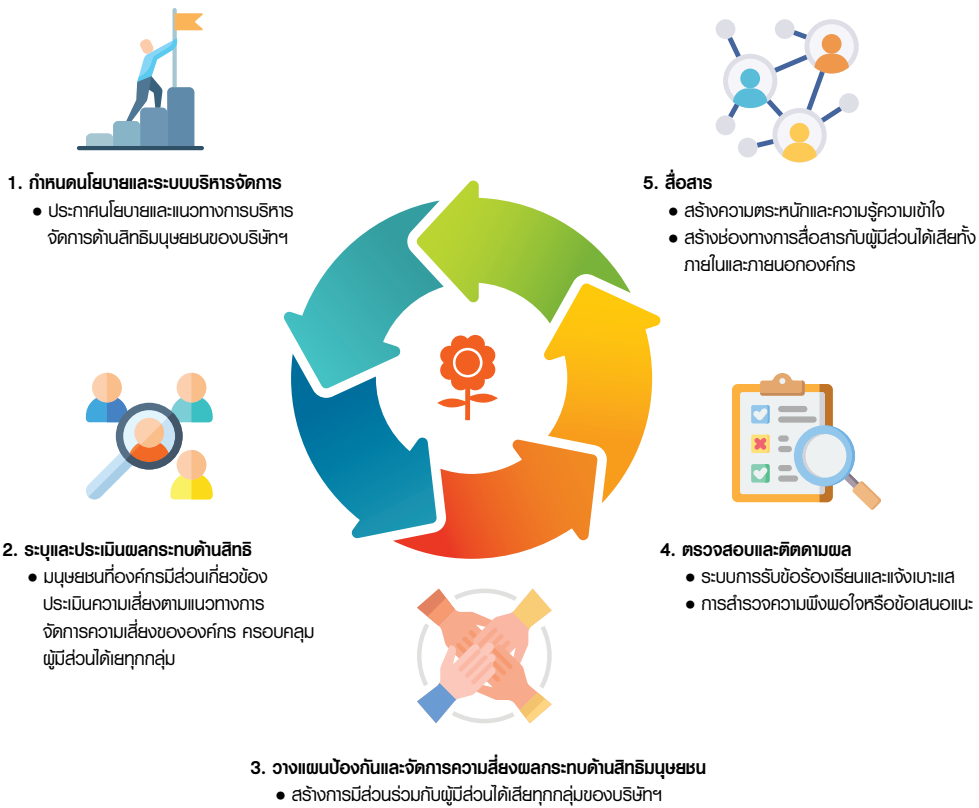 1. กำหนดนโยบายและระบบบริหารจัดการ
● ประกาศนโยบายและแนวทางการบริหาร
จัดการด้านสิทธิมนุษยชนของบริษัทฯ
2. ระบุและประเมินผลกระทบด้านสิทธิ
● มนุษยชนที่องค์กรมีส่วนเกี่ยวข้อง
ประเมินความเสี่ยงตามแนวทางการ
จัดการความเสี่ยงขององค์กร ครอบคลุม
ผู้มีส่วนได้เยทุกกลุ่ม
3. วางแผนป้องกันและจัดการความสี่ยงผลกระทบด้านสิทธิมนุษยชน
● สร้างการมีส่วนร่วมกับผู้มีส่วนได้เสียทุกกลุ่มของบริษัทฯ
4. ตรวจสอบและติตดามผล
● ระบบการรับข้อร้องเรียนและแจ้งเบาะแส
● การสำรวจความพึงพอใจหรือข้อเสนอแนะ
5. สื่อสาร
● สร้างความตระหนักและความรู้ความเข้าใจ
● สร้างช่องทางการสื่อสารกับผู้มีส่วนได้เสียทั้ง
ภายในและภายนอกองค์กร